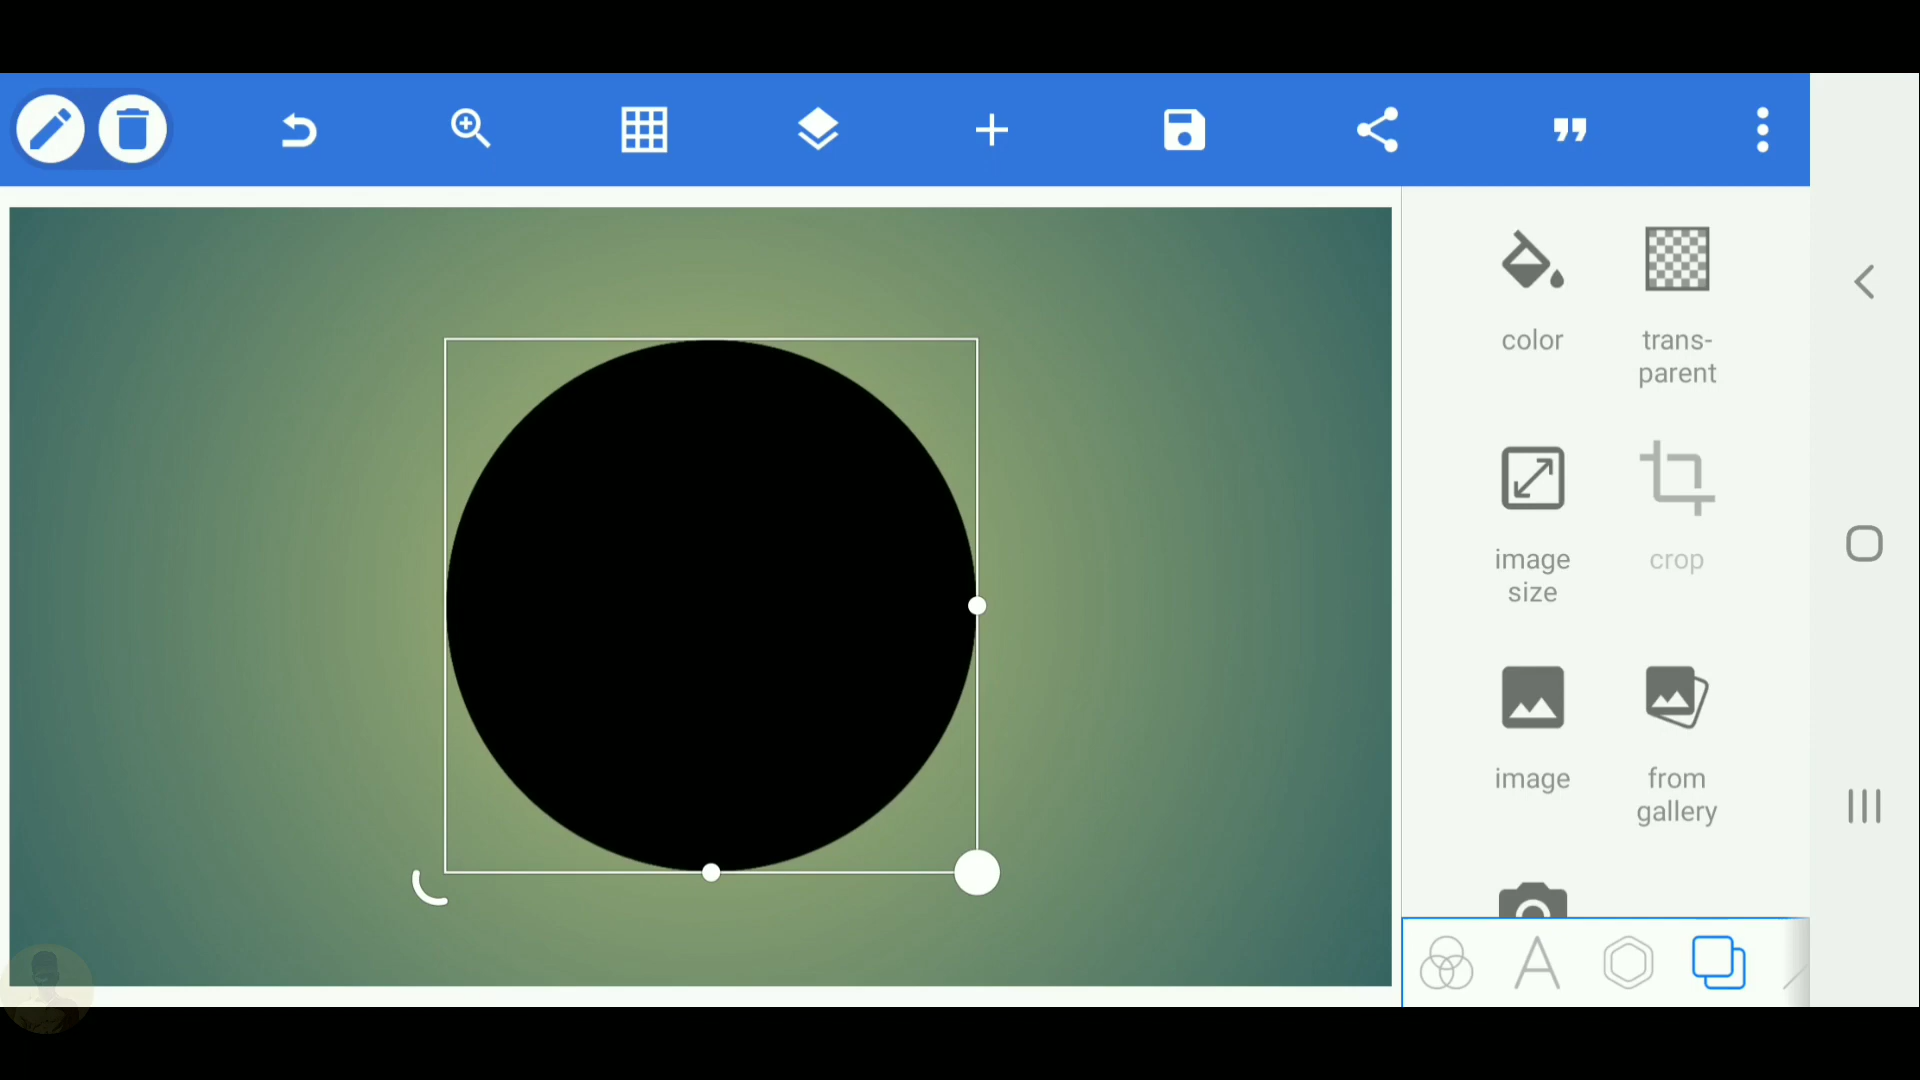 color
trans-
parent
image
size
crop
image
from
gallery